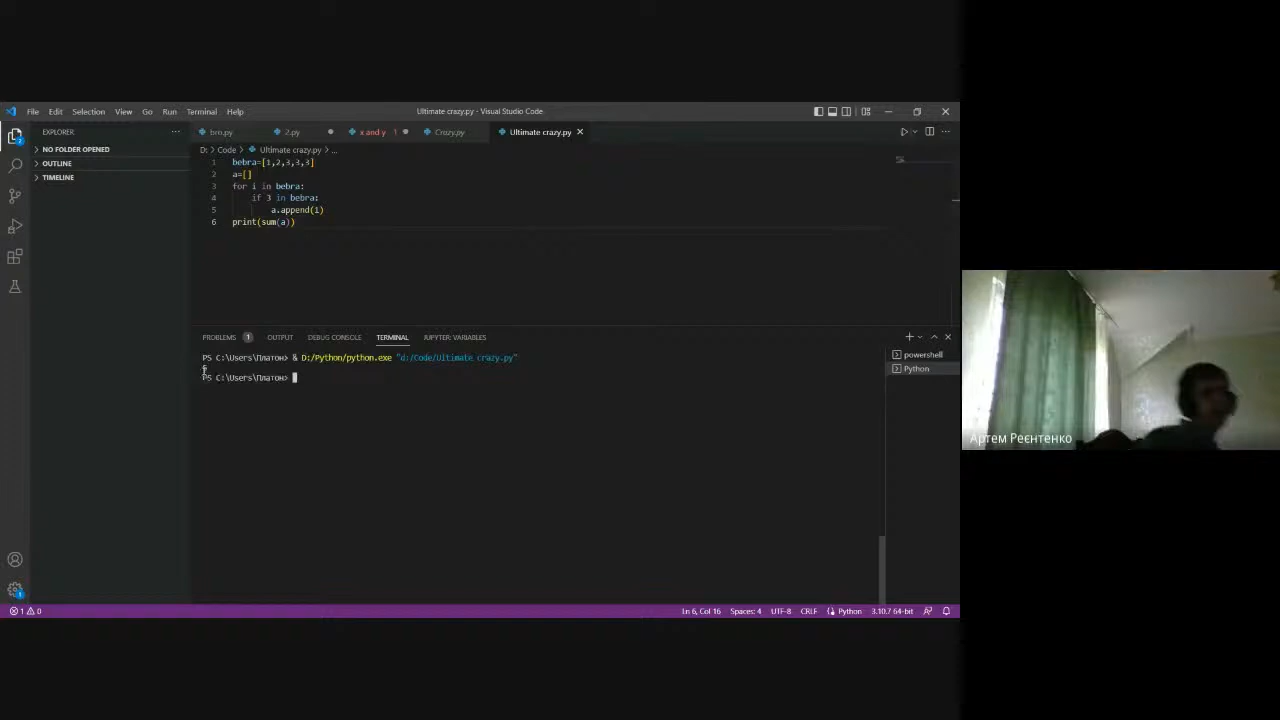 File Edit Selection View Go Run Terminal Help
Ultimate crazy.py - Visual Studio Code
EXPLORER
bro.py
2.py
x and y 1
Crazy.py
Ultimate crazy.py
NO FOLDER OPENED
OUTLINE
TIMELINE
D: > Code > Ultimate crazy.py > ...
1 bebra=[1,2,3,3,3]
2 a=[]
3 for i in bebra:
4 if 3 in bebra:
5 a.append(1)
6 print(sum(a))
PROBLEMS 1 OUTPUT DEBUG CONSOLE TERMINAL JUPYTER: VARIABLES
PS C:\Users\Платон> & D:/Python/python.exe "d:/Code/Ultimate crazy.py"
PS C:\Users\Платон>
powershell
Python
Артем Реєнтенко
1 0
Ln 6, Col 16 Spaces: 4 UTF-8 CRLF Python 3.10.7 64-bit